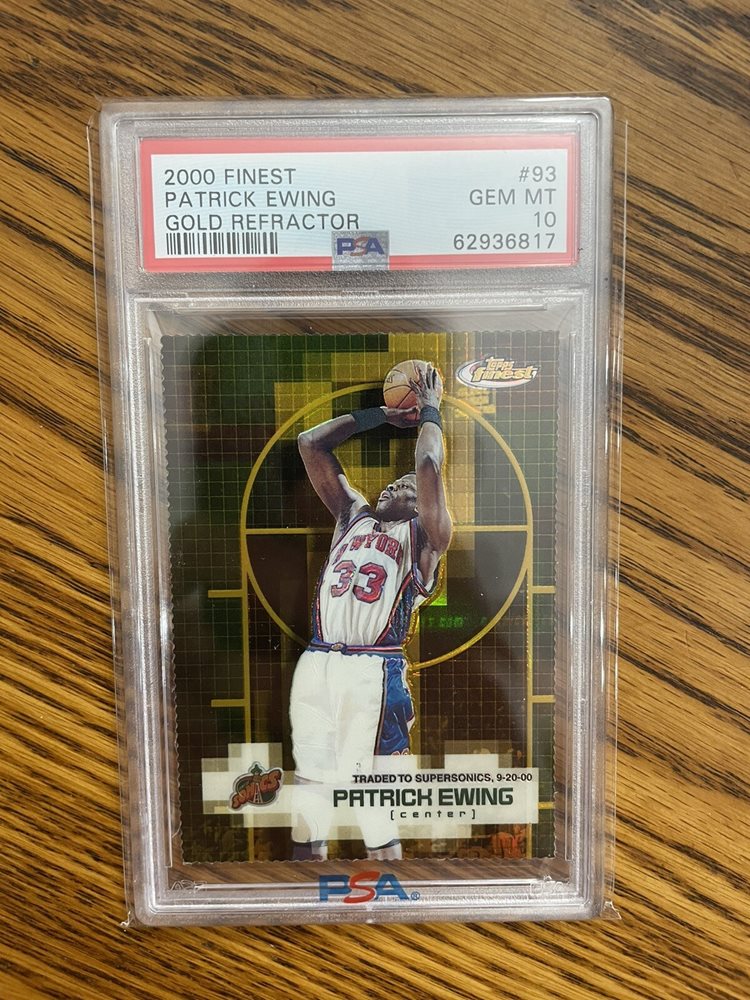 2000 FINEST #93
PATRICK EWING GEM MT
GOLD REFRACTOR 10
PSA 62936817
topps
finest
NEW YORK
33
TRADED TO SUPERSONICS, 9-20-00
SONICS
PATRICK EWING
[center]
PSA®